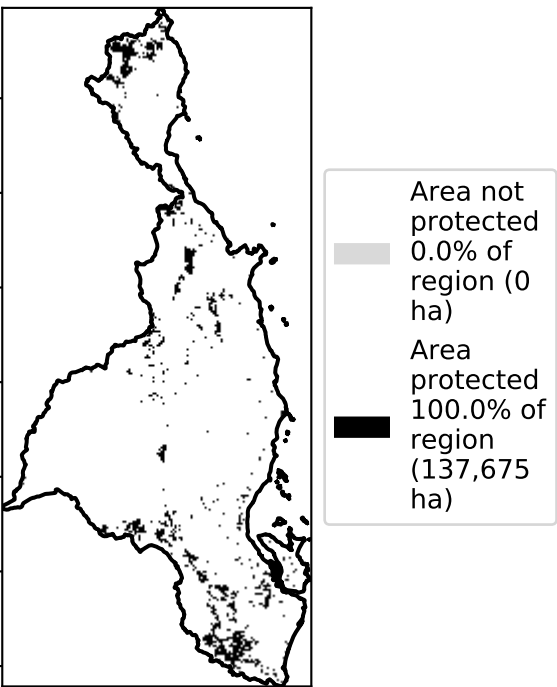 Area not
protected
0.0% of
region (0
ha)
Area
protected
100.0% of
region
(137,675
ha)